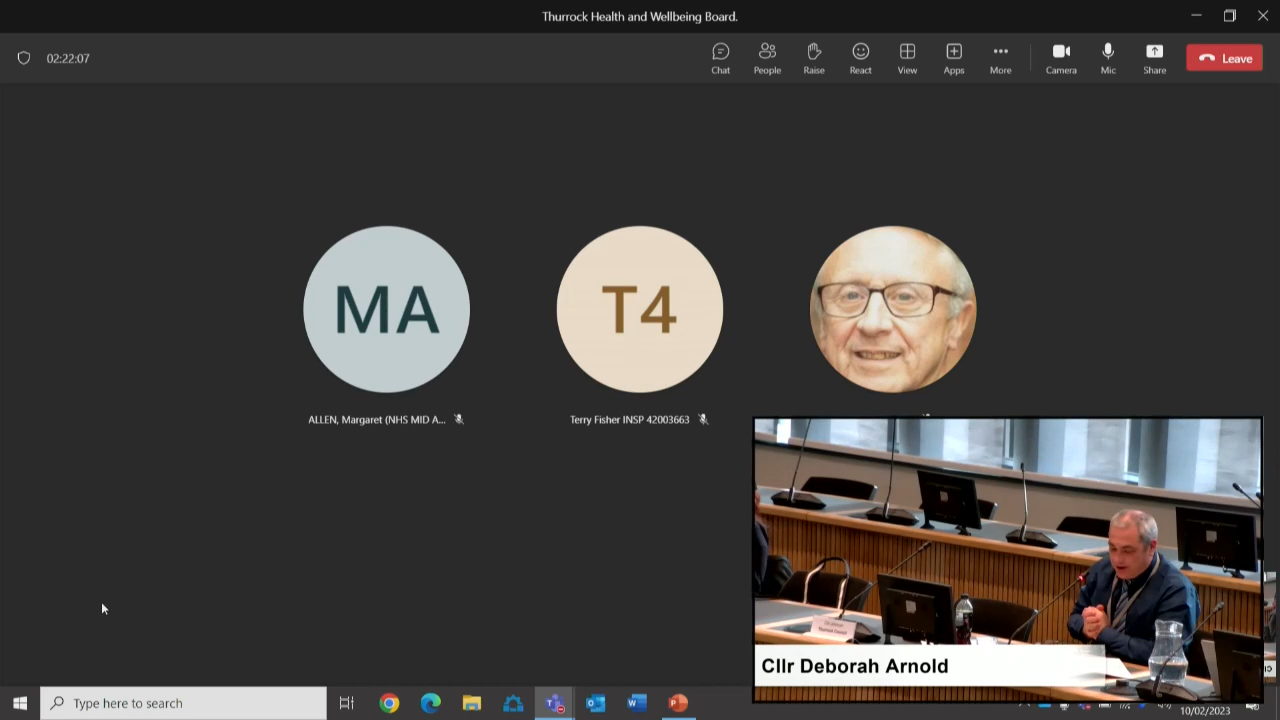 Thurrock Health and Wellbeing Board.
02:22:07
Chat
People
Raise
React
View
Apps
More
Camera
Mic
Share
Leave
MA
T4
ALLEN, Margaret (NHS MID A...
Terry Fisher INSP 42003663
Thurrock Council
Cllr Deborah Arnold
Type here to search
10/02/2023